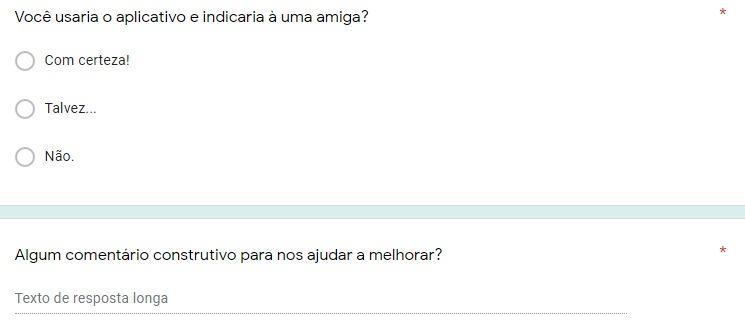 Você usaria o aplicativo e indicaria à uma amiga? *
Com certeza!
Talvez...
Não.
Algum comentário construtivo para nos ajudar a melhorar? *
Texto de resposta longa